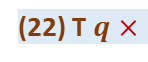 (22) T q ×